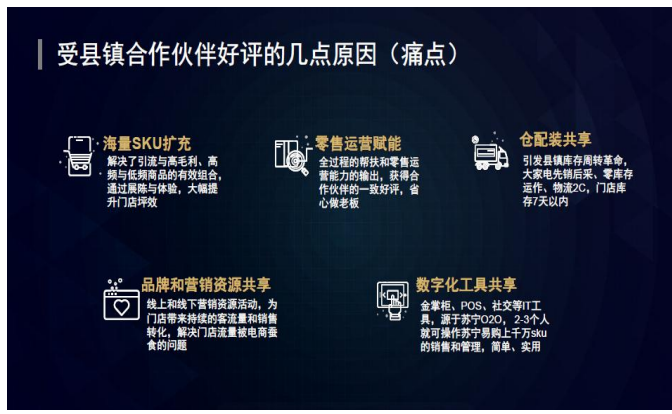 受县镇合作伙伴好评的几点原因（痛点）
海量SKU扩充
解决了引流与高毛利、高
频与低频商品的有效组合，
通过展陈与体验，大幅提
升门店坪效
零售运营赋能
全过程的帮扶和零售运
营能力的输出，获得合
作伙伴的一致好评，省
心做老板
仓配装共享
引发县镇库存周转革命，
大家电先销后采、零库存
运作、物流2C，门店库
存7天以内
品牌和营销资源共享
线上和线下营销资源活动，为
门店带来持续的客流量和销售
转化，解决门店流量被电商蚕
食的问题
数字化工具共享
金掌柜、POS、社交等IT工
具，源于苏宁O2O，2-3个人
就可操作苏宁易购上千万sku
的销售和管理，简单、实用